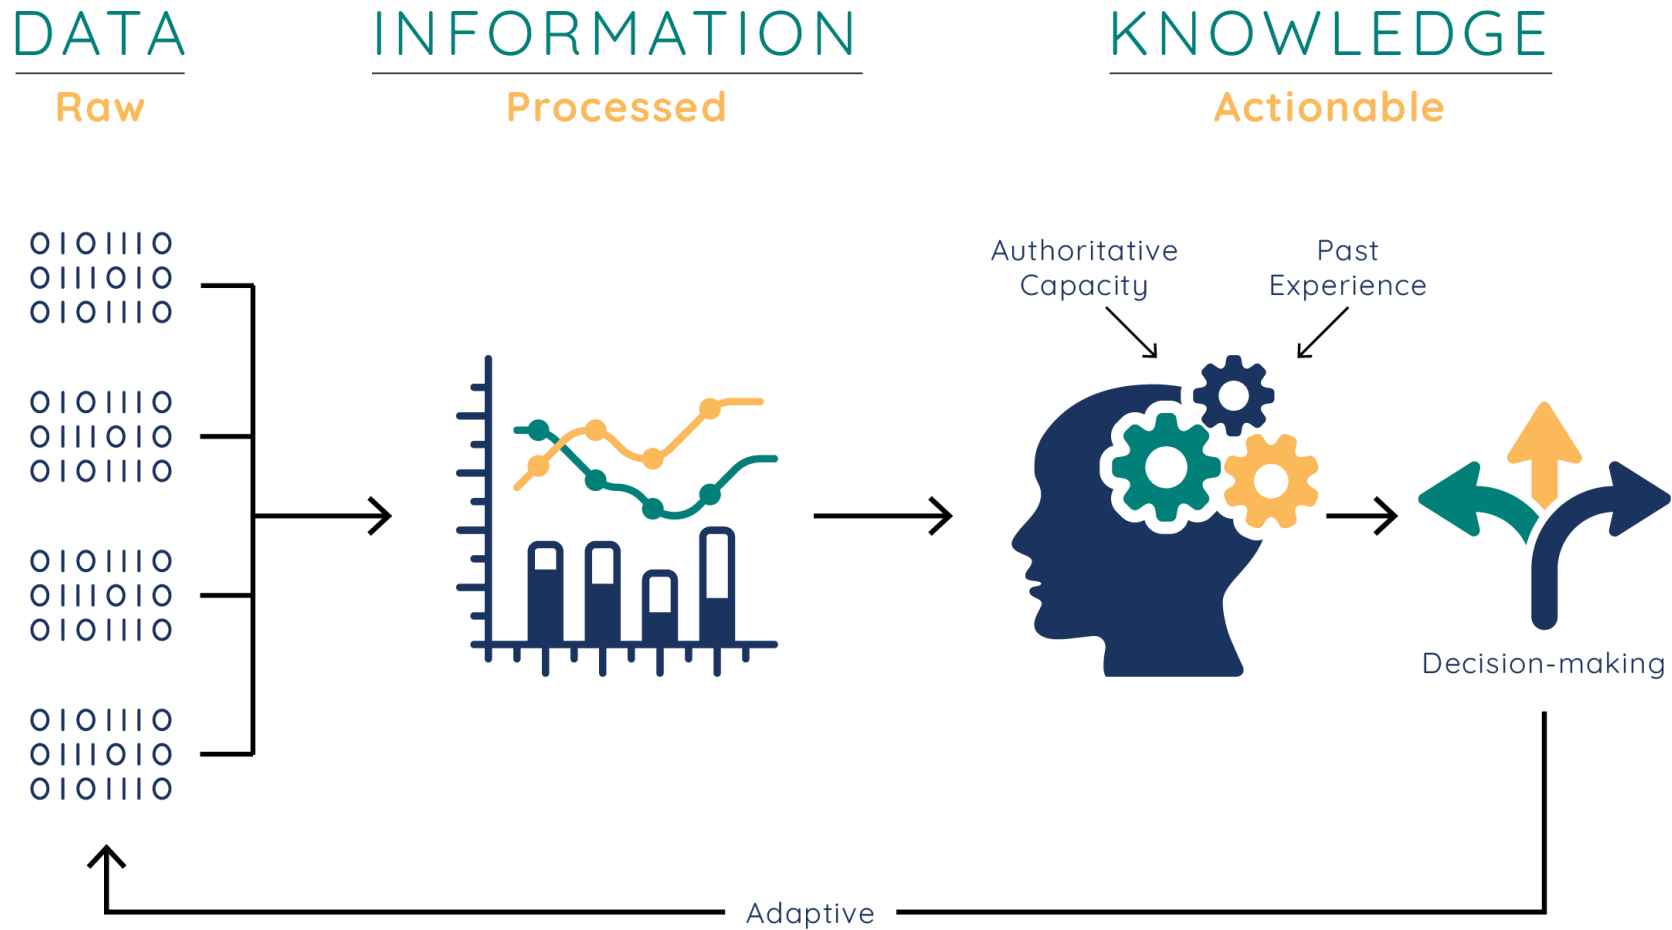 DATA
Raw
INFORMATION
Processed
KNOWLEDGE
Actionable
0101110
0111010
0101110
0101110
0111010
0101110
0101110
0111010
0101110
0101110
0111010
0101110
Authoritative
Capacity
Past
Experience
Decision-making
Adaptive